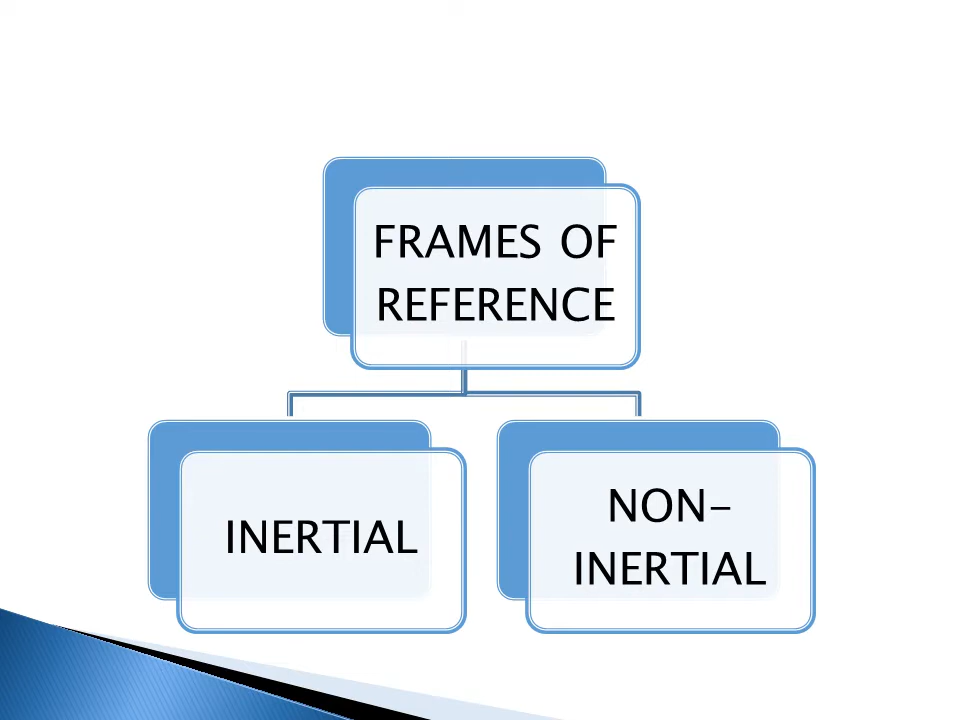 FRAMES OF
REFERENCE
INERTIAL
NON-
INERTIAL